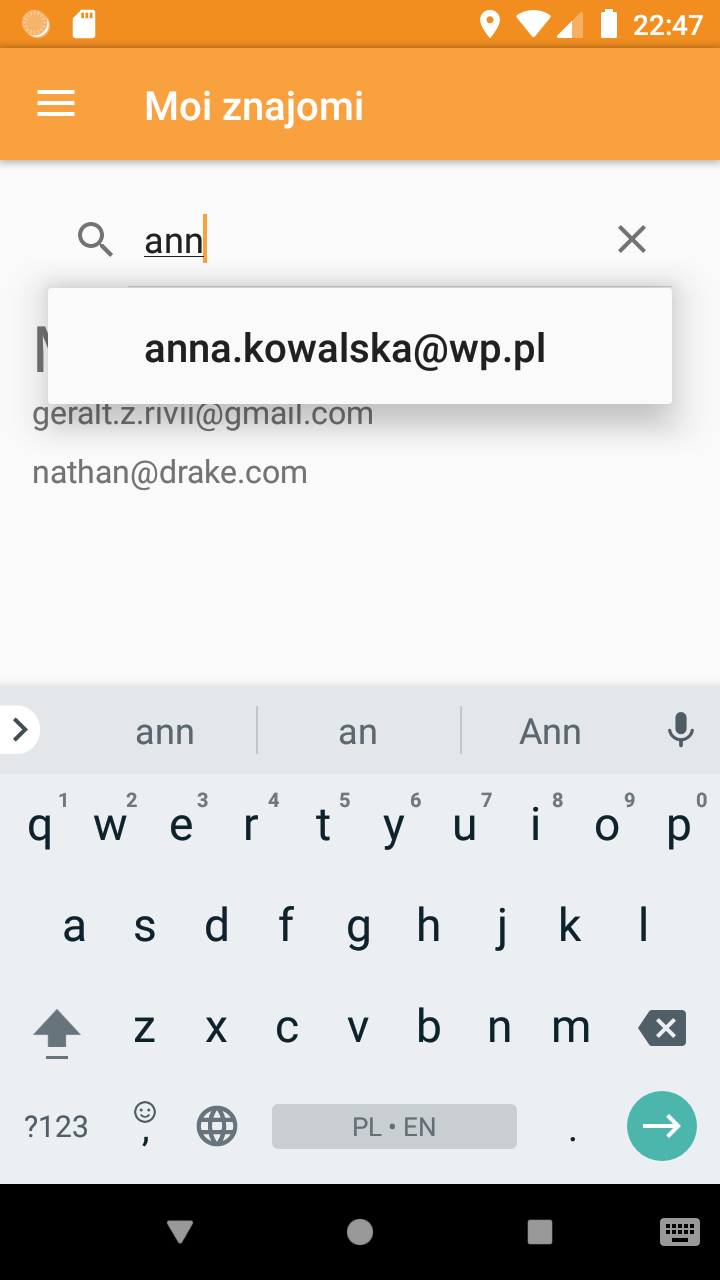 22:47
Moi znajomi
ann
anna.kowalska@wp.pl
geralt.z.rivii@gmail.com
nathan@drake.com
ann an Ann
1 2 3 4 5 6 7 8 9 0
q w e r t y u i o p
a s d f g h j k l
z x c v b n m
?123 , PL • EN .